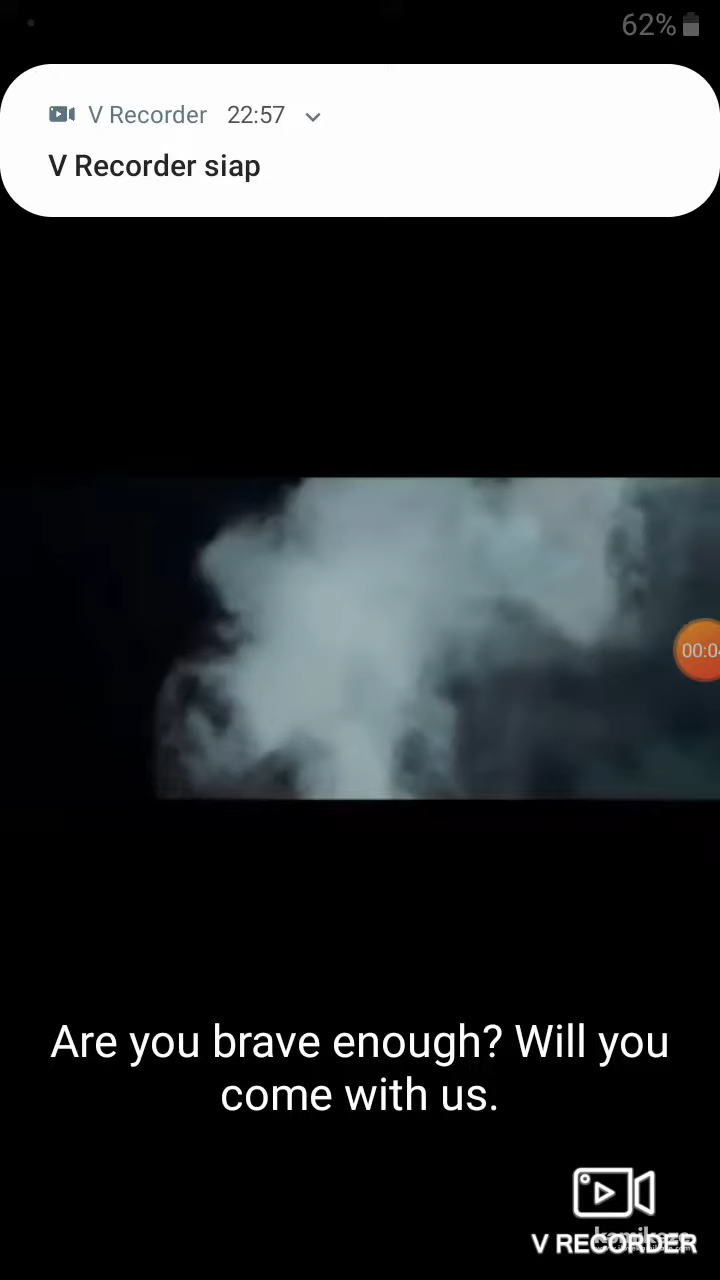 62%
V Recorder 22:57
V Recorder siap
00:0
Are you brave enough? Will you
come with us.
V RECORDER